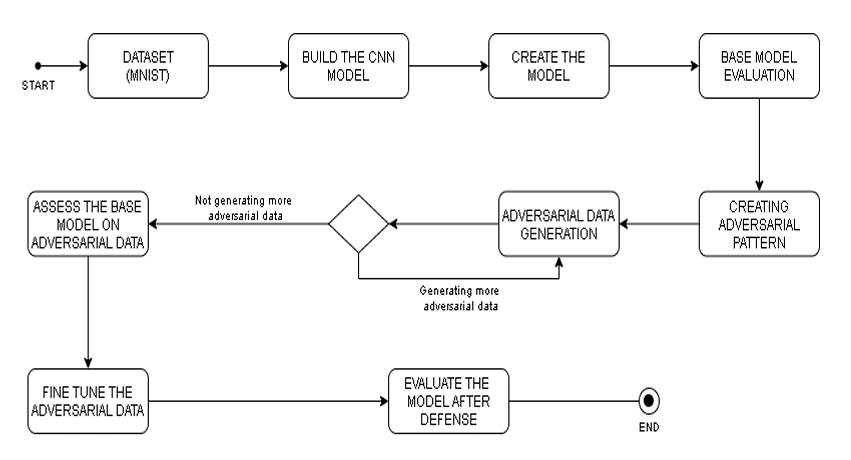 START
DATASET
(MNIST)
BUILD THE CNN
MODEL
CREATE THE
MODEL
BASE MODEL
EVALUATION
CREATING
ADVERSARIAL
PATTERN
ADVERSARIAL DATA
GENERATION
Not generating more
adversarial data
Generating more
adversarial data
ASSESS THE BASE
MODEL ON
ADVERSARIAL DATA
FINE TUNE THE
ADVERSARIAL DATA
EVALUATE THE
MODEL AFTER
DEFENSE
END